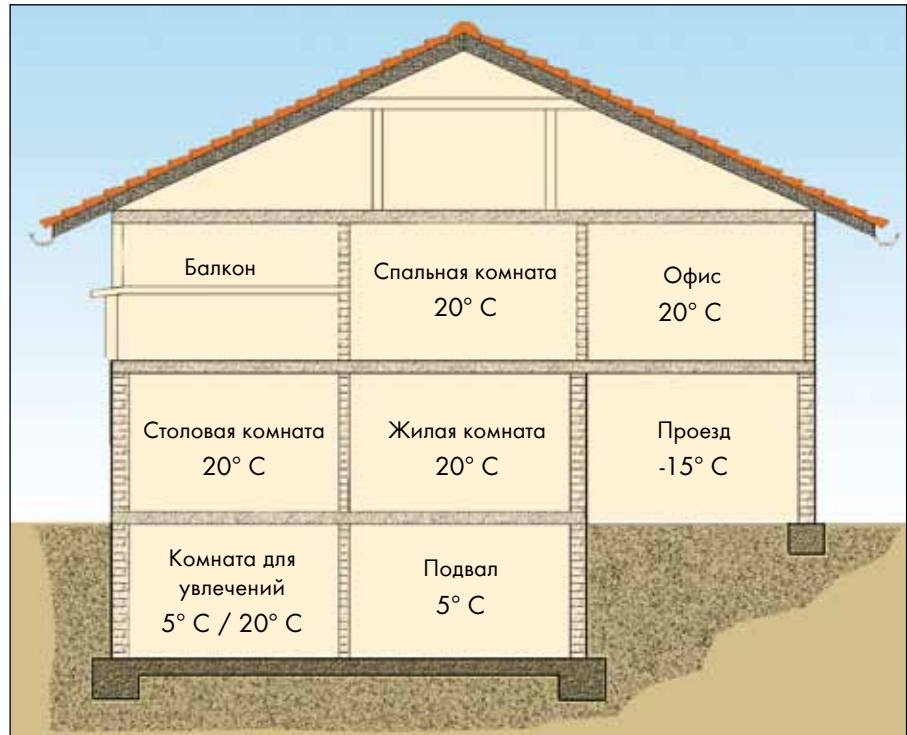 Балкон
Спальная комната
20° C
Офис
20° C
Столовая комната
20° C
Жилая комната
20° C
Проезд
-15° C
Комната для
увлечений
5° C / 20° C
Подвал
5° C